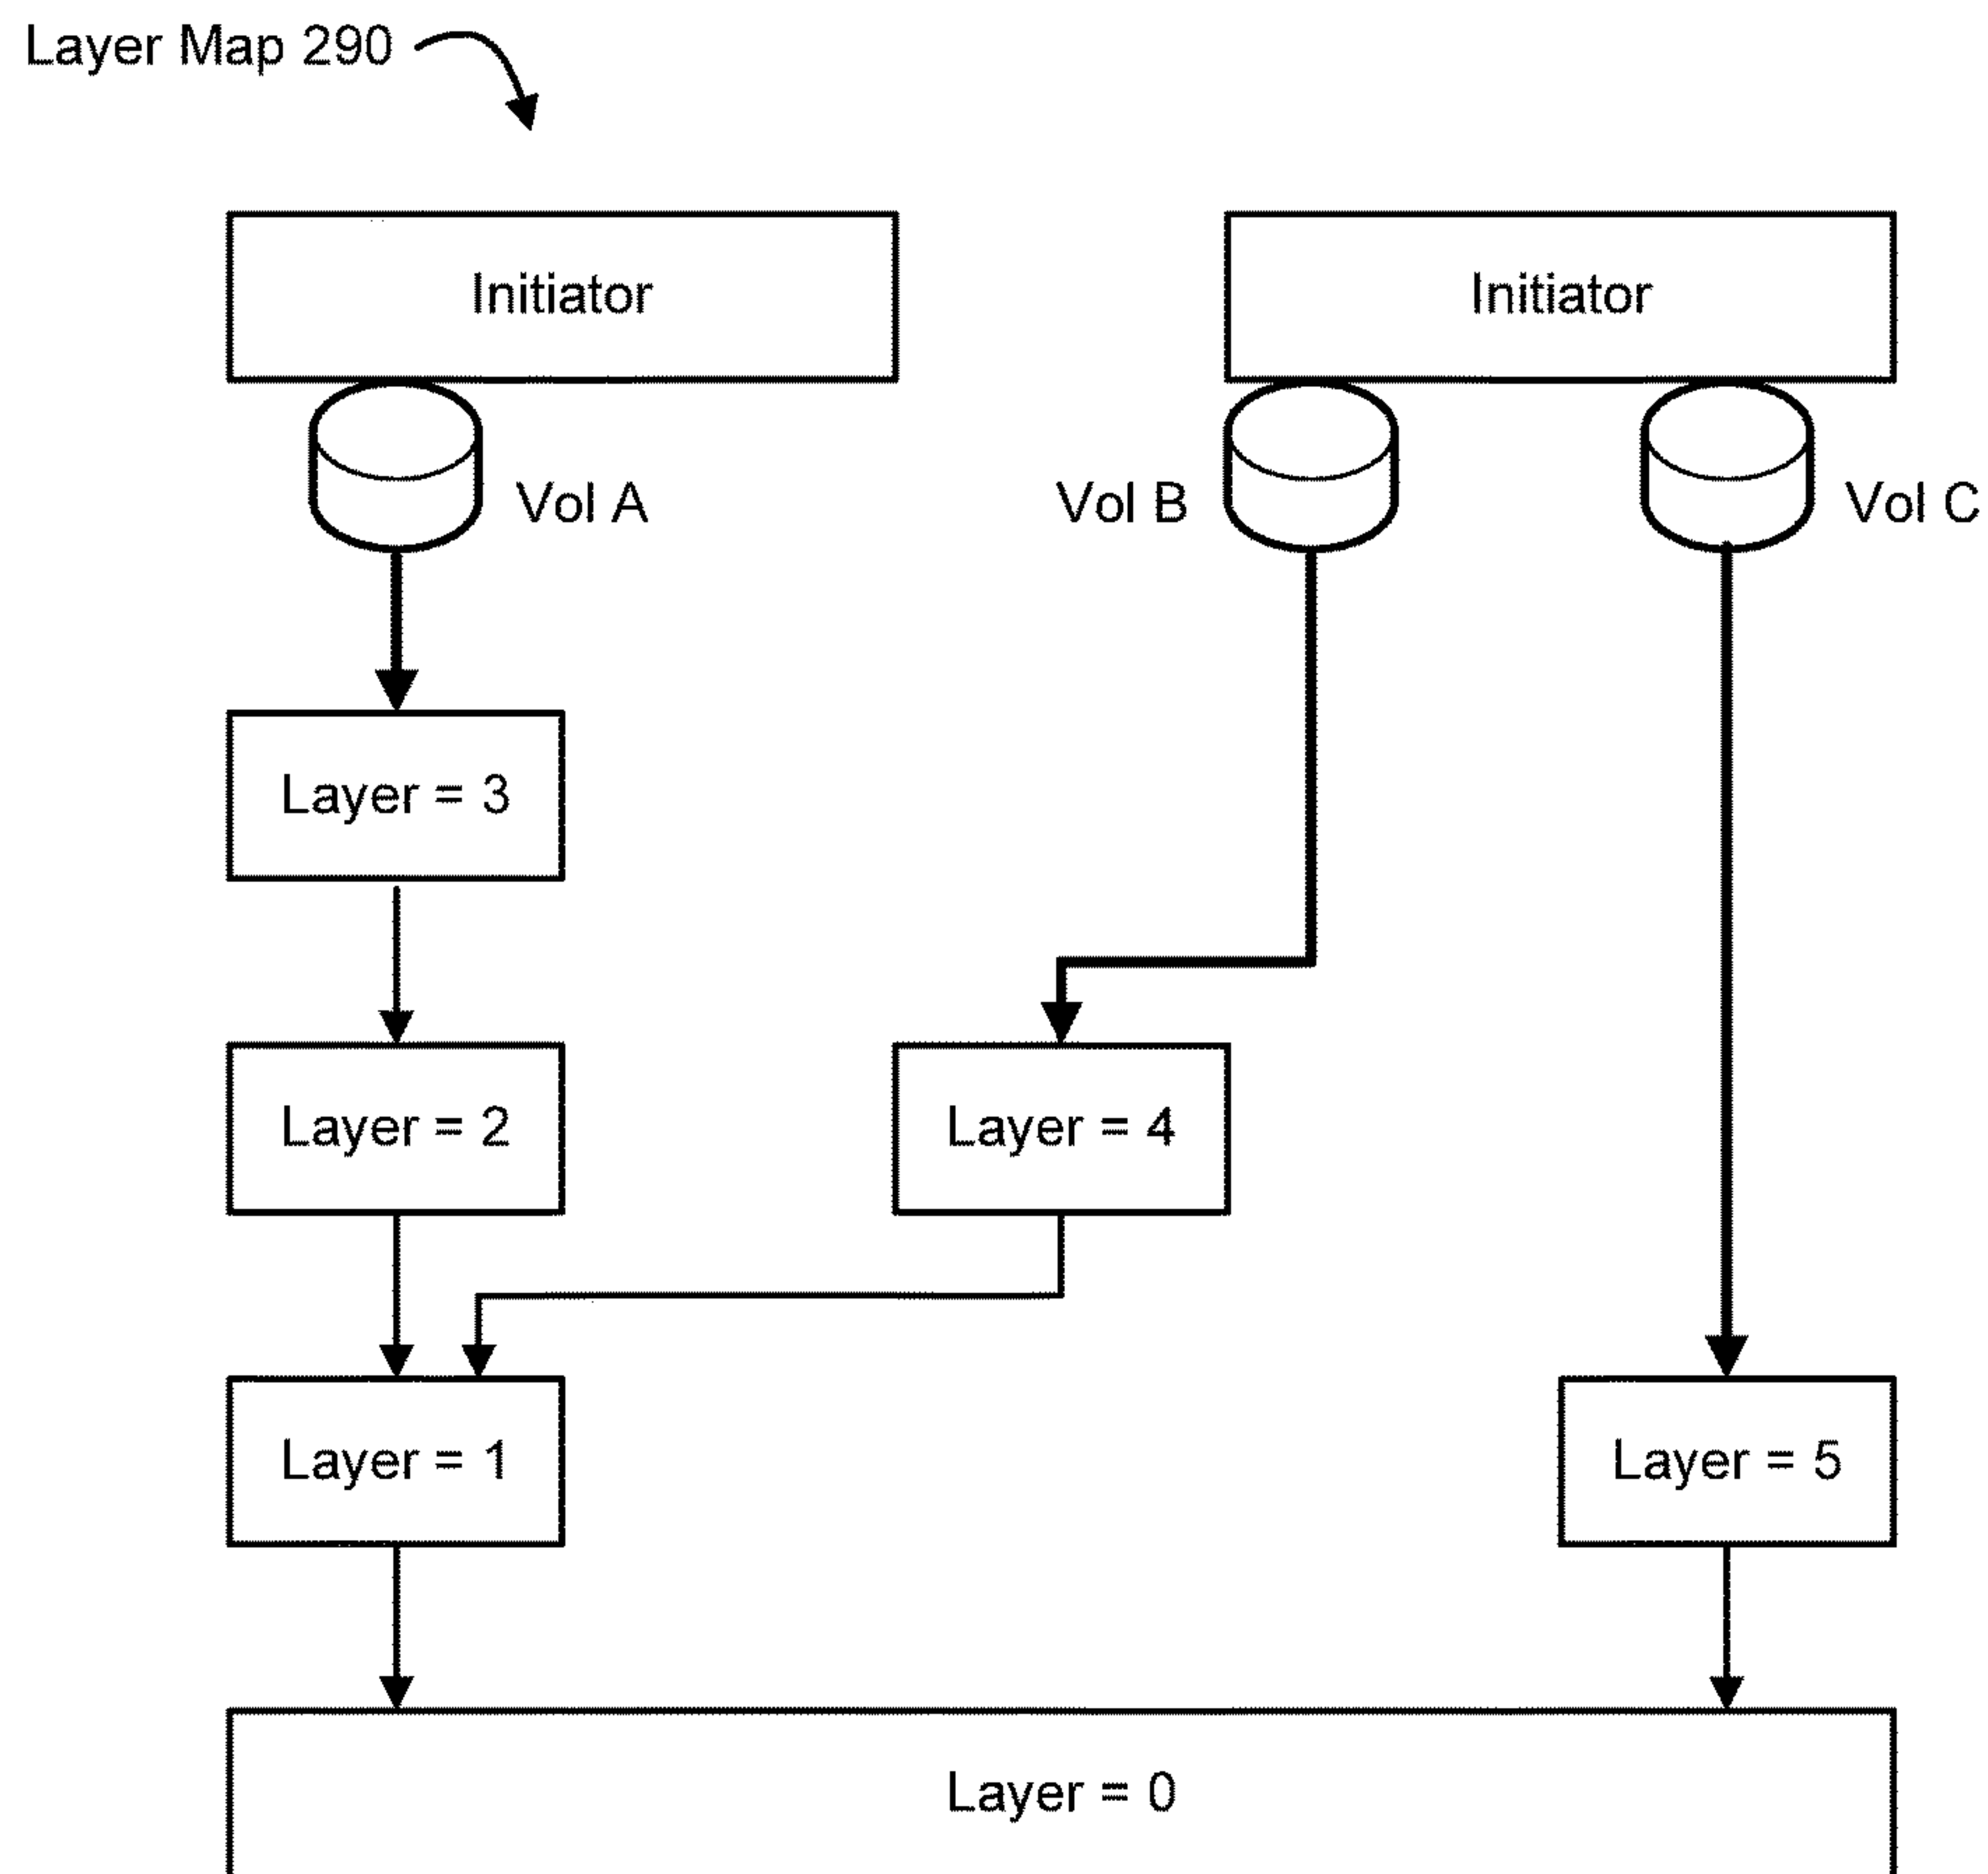 Layer Map 290
Initiator
Initiator
Vol A
Vol B
Vol C
Layer = 3
Layer = 2
Layer = 4
Layer = 1
Layer = 5
Layer = 0